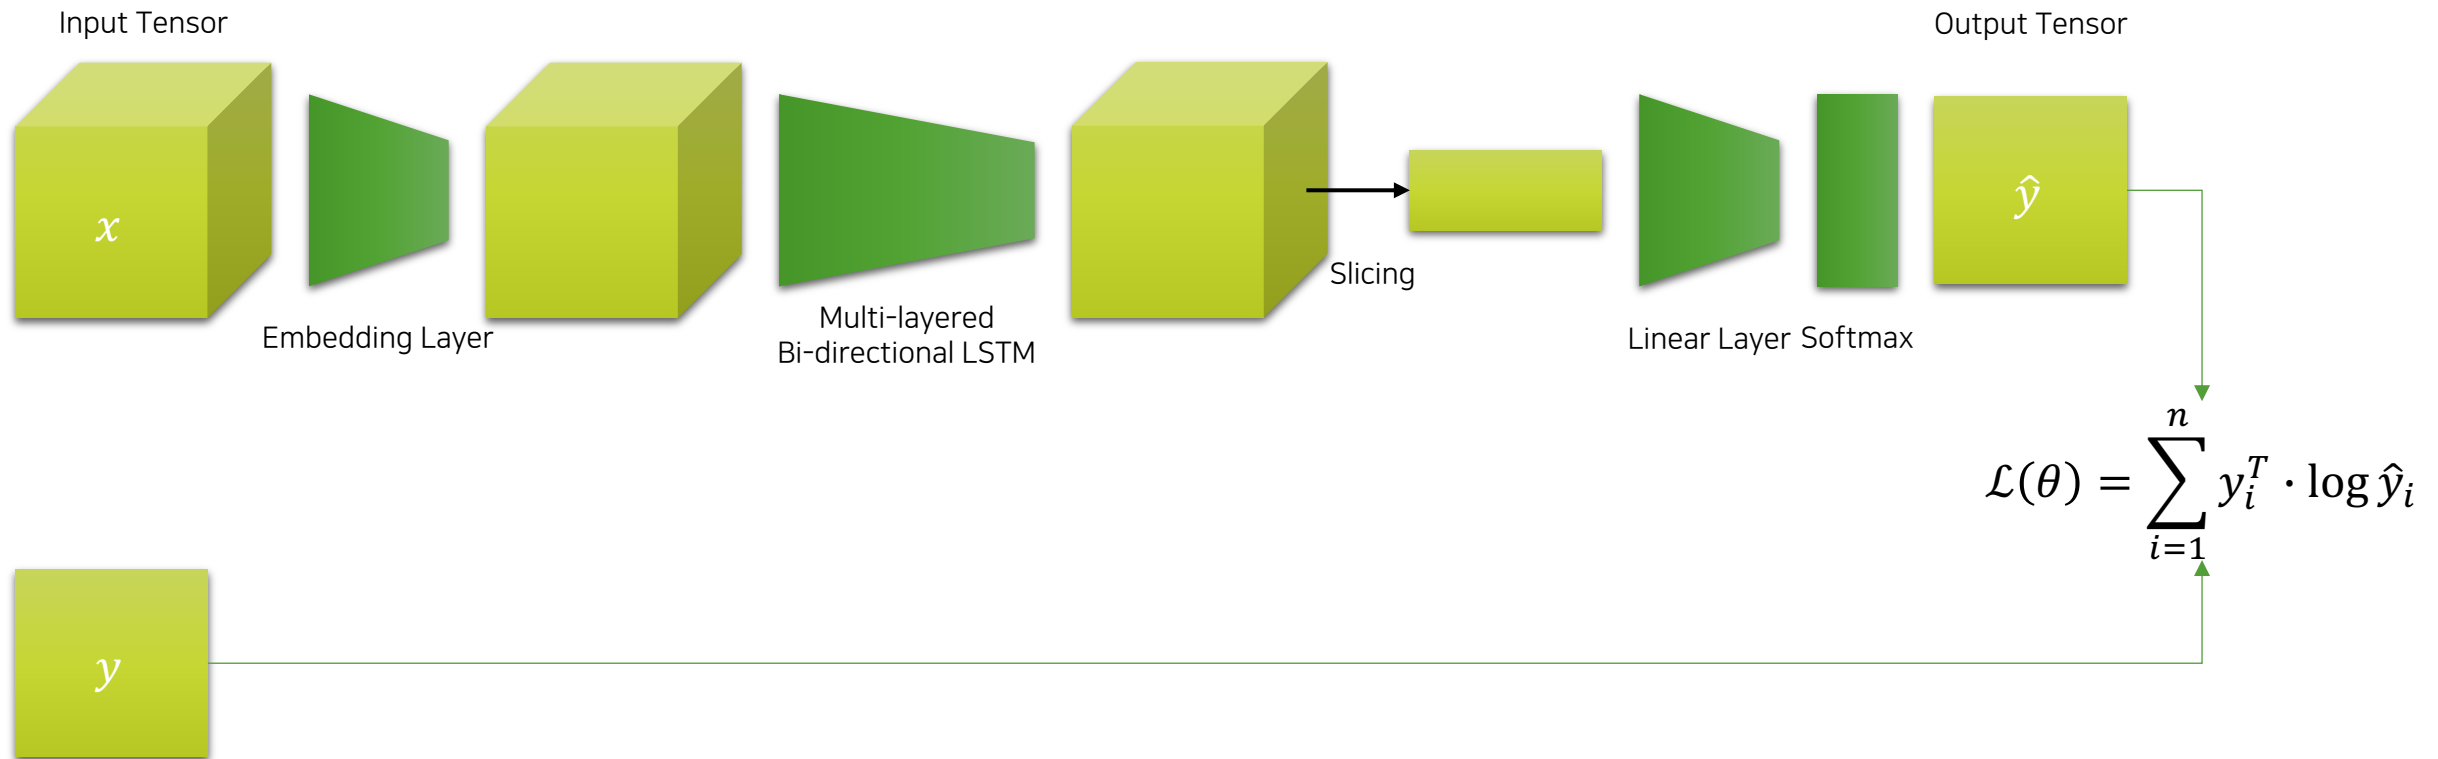 Input Tensor
Output Tensor
x
ŷ
Slicing
Embedding Layer
Multi-layered
Bi-directional LSTM
Linear Layer
Softmax
ℒ(θ) = ∑_{i=1}^{n} y_i^T · log ŷ_i
y